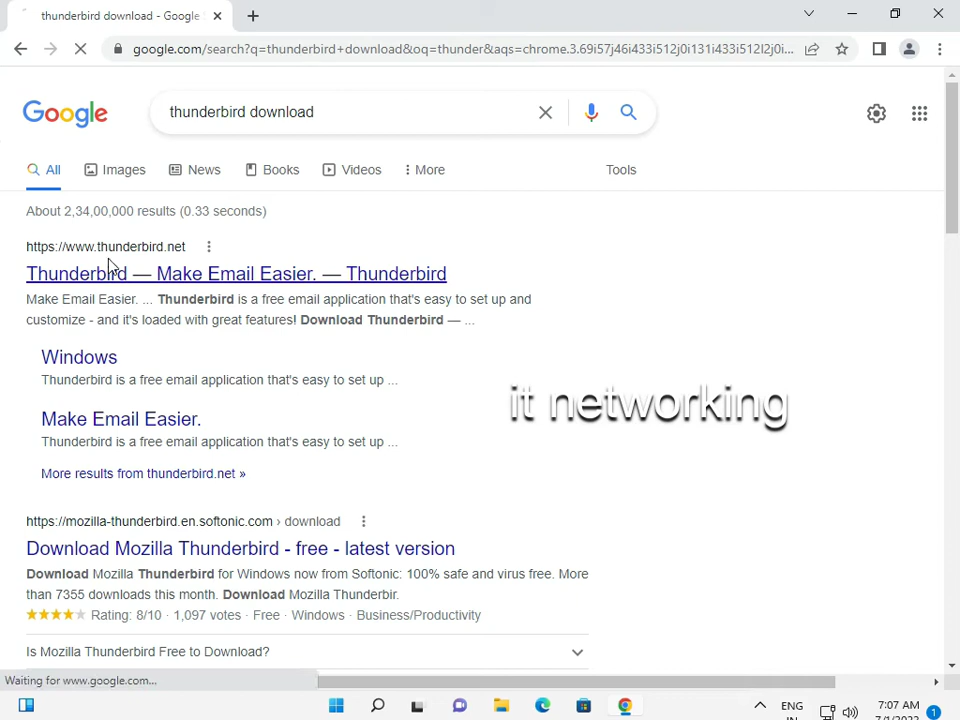 thunderbird download - Google
google.com/search?q=thunderbird+download&oq=thunder&aqs=chrome.3.69i57j46i433i512j0i131i433i512l2j0i...
Google
thunderbird download
All Images News Books Videos More Tools
About 2,34,00,000 results (0.33 seconds)
https://www.thunderbird.net
Thunderbird — Make Email Easier. — Thunderbird
Make Email Easier. ... Thunderbird is a free email application that's easy to set up and
customize - and it's loaded with great features! Download Thunderbird — ...
Windows
Thunderbird is a free email application that's easy to set up ...
Make Email Easier.
Thunderbird is a free email application that's easy to set up ...
it networking
More results from thunderbird.net »
https://mozilla-thunderbird.en.softonic.com › download
Download Mozilla Thunderbird - free - latest version
Download Mozilla Thunderbird for Windows now from Softonic: 100% safe and virus free. More
than 7355 downloads this month. Download Mozilla Thunderbir.
Rating: 8/10 · 1,097 votes · Free · Windows · Business/Productivity
Is Mozilla Thunderbird Free to Download?
Waiting for www.google.com...
ENG
7:07 AM
1